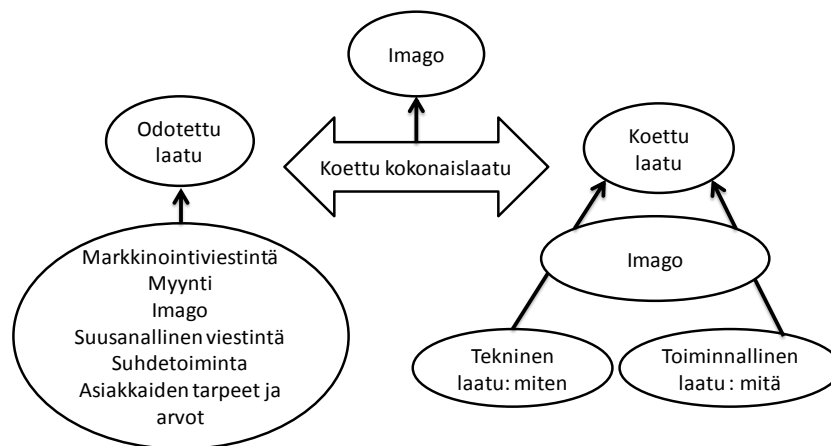 Imago
Odotettu
laatu
Koettu kokonaislaatu
Koettu
laatu
Markkinointiviestintä
Myynti
Imago
Suusanallinen viestintä
Suhdetoiminta
Asiakkaiden tarpeet ja
arvot
Imago
Tekninen
laatu: miten
Toiminnallinen
laatu : mitä